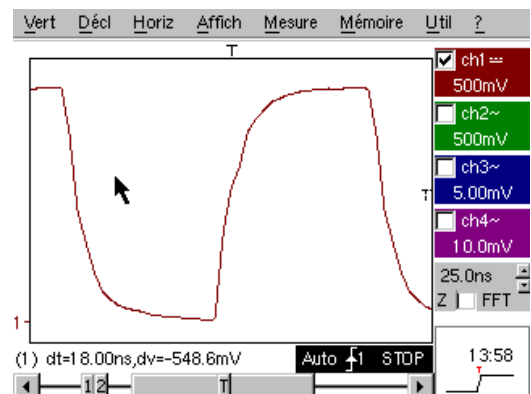 Vert Décl Horiz Affich Mesure Mémoire Util ?
T
ch1
500mV
ch2~
500mV
ch3~
5.00mV
T
ch4~
10.0mV
25.0ns
Z FFT
1
(1) dt=18.00ns,dv=-548.6mV
Auto 1 STOP
13:58
T
1 2 T